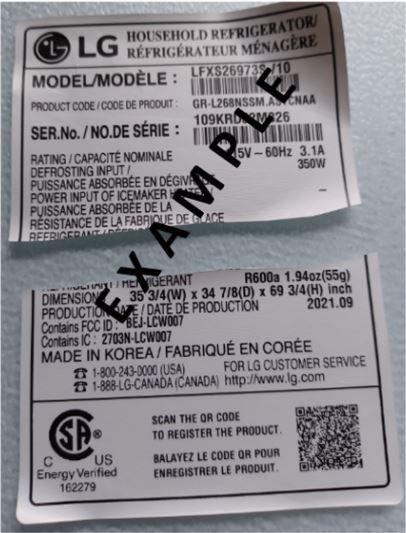 LG HOUSEHOLD REFRIGERATOR/
RÉFRIGÉRATEUR MÉNAGÈRE
MODEL/MODÈLE : LFXS26973S /10
PRODUCT CODE / CODE DE PRODUIT : GR-L268NSSM.
SER.No. / NO.DE SÉRIE :
RATING / CAPACITÉ NOMINALE 5V~60Hz 3.1A
DEFROSTING INPUT / 350W
PUISSANCE ABSORBÉE EN
POWER INPUT OF ICEMAKER
PUISSANCE ABSORBÉE DE LA –
RÉSISTANCE DE LA FABRIQUE DE GLACE
EXAMPLE
R600a 1.94oz(55g)
35 3/4(W) x 34 7/8(D) x 69 3/4(H) inch
/ DATE DE PRODUCTION 2021.09
Contains FCC ID : BEJ-LCW007
Contains IC : 2703N-LCW007
MADE IN KOREA / FABRIQUÉ EN CORÉE
1-800-243-0000 (USA) FOR LG CUSTOMER SERVICE
1-888-LG-CANADA (CANADA) http://www.lg.com
SCAN THE QR CODE
TO REGISTER THE PRODUCT.
BALAYEZ LE CODE QR POUR
ENREGISTRER LE PRODUIT.
SA ®
C US
Energy Verified
162279